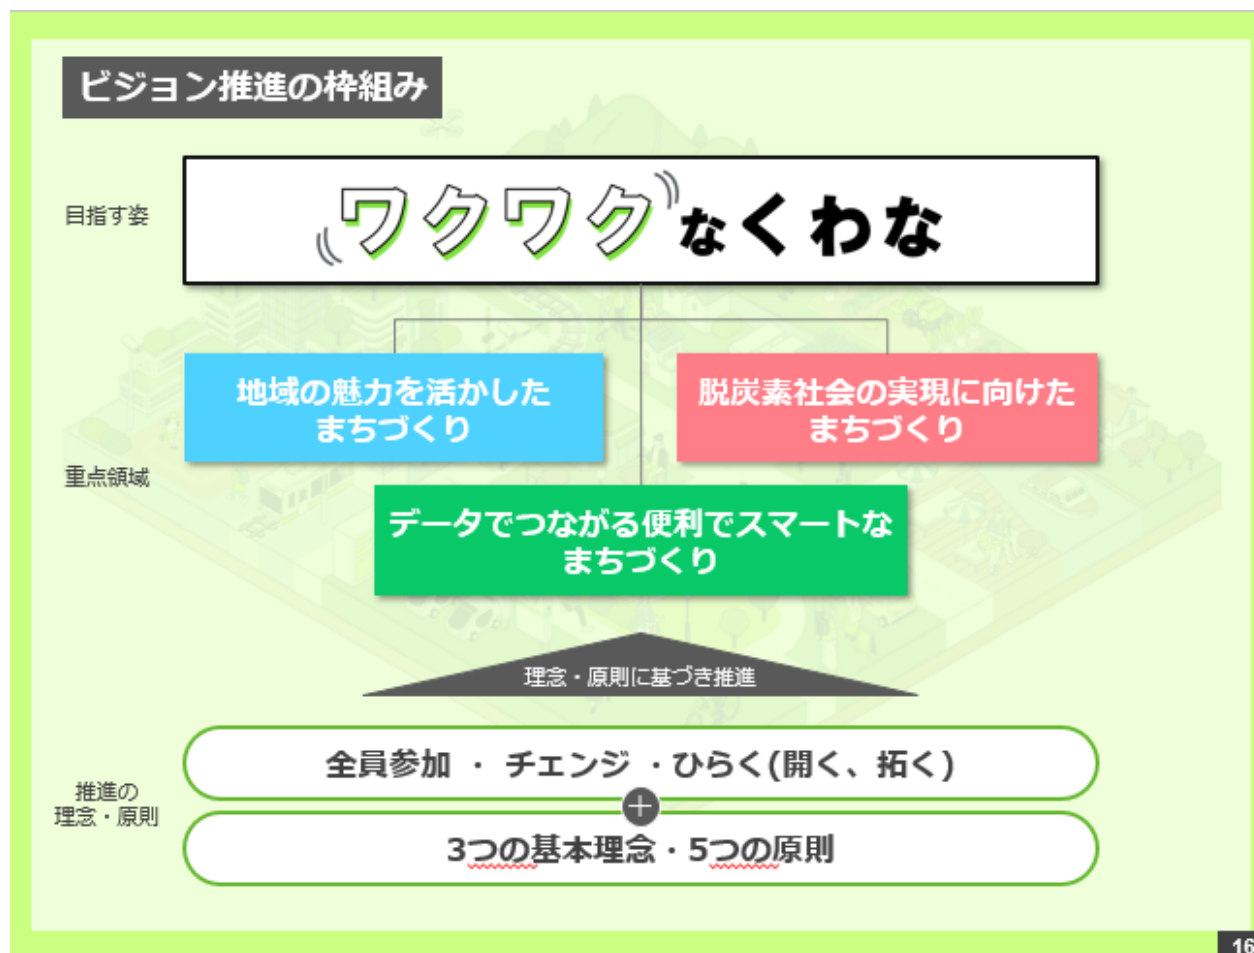 ビジョン推進の枠組み
目指す姿
ワクワクなくわな
地域の魅力を活かした
まちづくり
脱炭素社会の実現に向けた
まちづくり
重点領域
データでつながる便利でスマートな
まちづくり
理念・原則に基づき推進
全員参加 ・ チェンジ ・ひらく(開く、拓く)
推進の
理念・原則
+
3つの基本理念・5つの原則
16